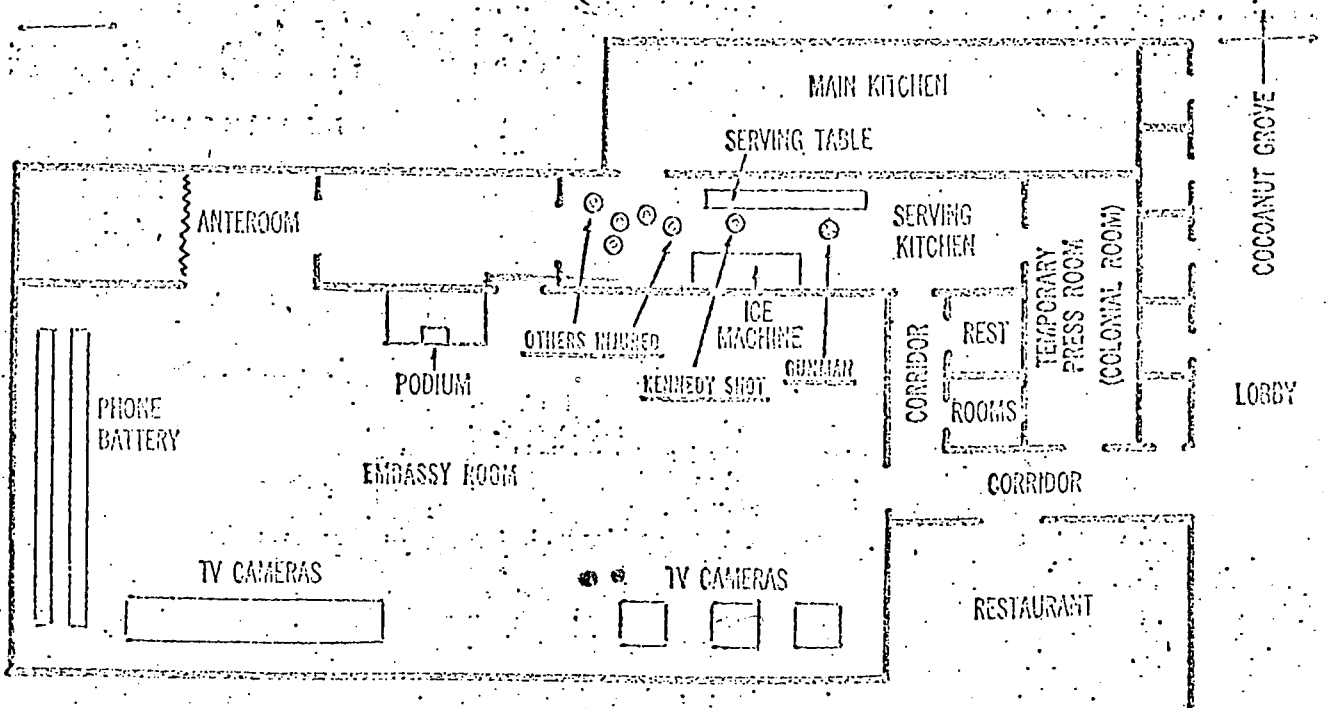 MAIN KITCHEN
SERVING TABLE
COCOANUT GROVE
ANTEROOM
SERVING
KITCHEN
TEMPORARY
PRESS ROOM
(COLONIAL ROOM)
ICE
MACHINE
OTHERS INJURED
KENNEDY SHOT
GUNMAN
PODIUM
CORRIDOR
REST
ROOMS
LOBBY
PHONE
BATTERY
EMBASSY ROOM
CORRIDOR
TV CAMERAS
TV CAMERAS
RESTAURANT